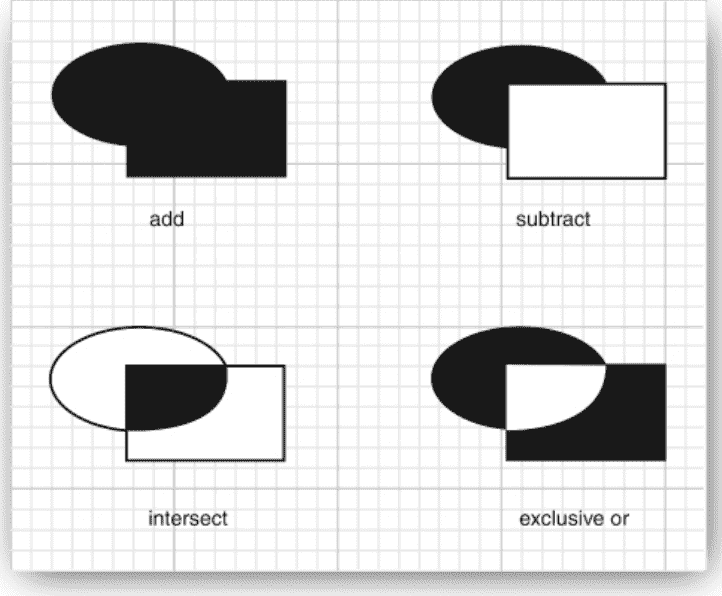 add
subtract
intersect
exclusive or